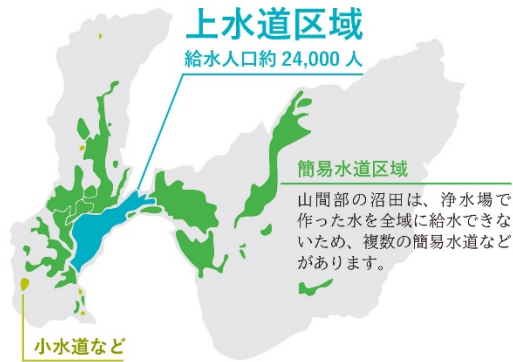 上水道区域
給水人口約 24,000 人
簡易水道区域
山間部の沼田は、浄水場で
作った水を全域に給水できな
いため、複数の簡易水道など
があります。
小水道など